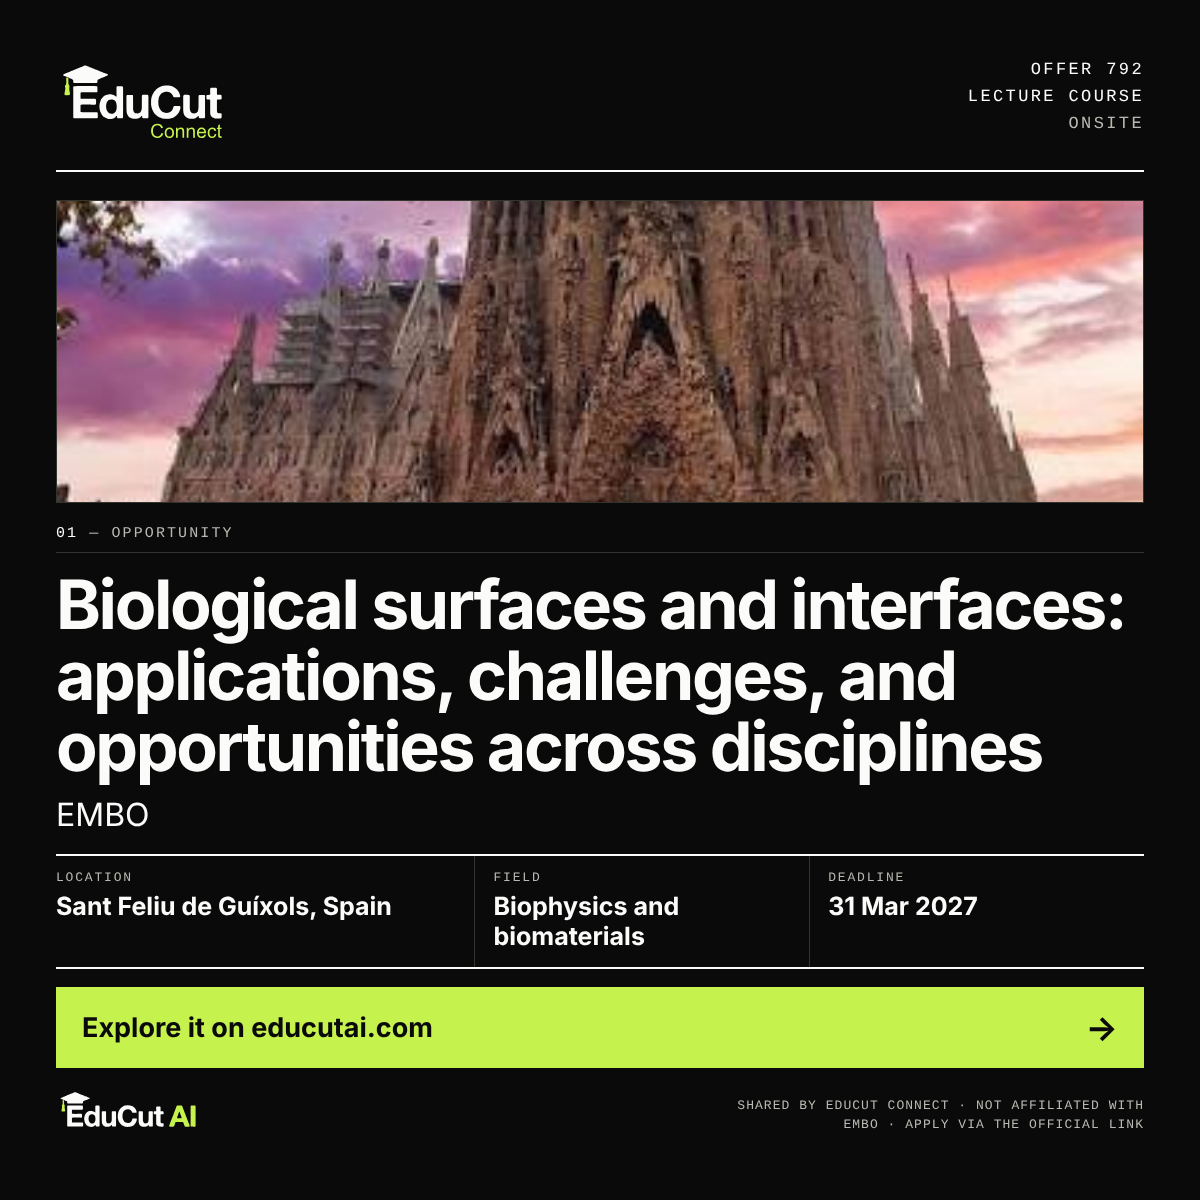 EduCut
Connect
OFFER 792
LECTURE COURSE
ONSITE
01 — OPPORTUNITY
Biological surfaces and interfaces:
applications, challenges, and
opportunities across disciplines
EMBO
LOCATION
Sant Feliu de Guíxols, Spain
FIELD
Biophysics and
biomaterials
DEADLINE
31 Mar 2027
Explore it on educutai.com →
EduCut AI
SHARED BY EDUCUT CONNECT · NOT AFFILIATED WITH
EMBO · APPLY VIA THE OFFICIAL LINK